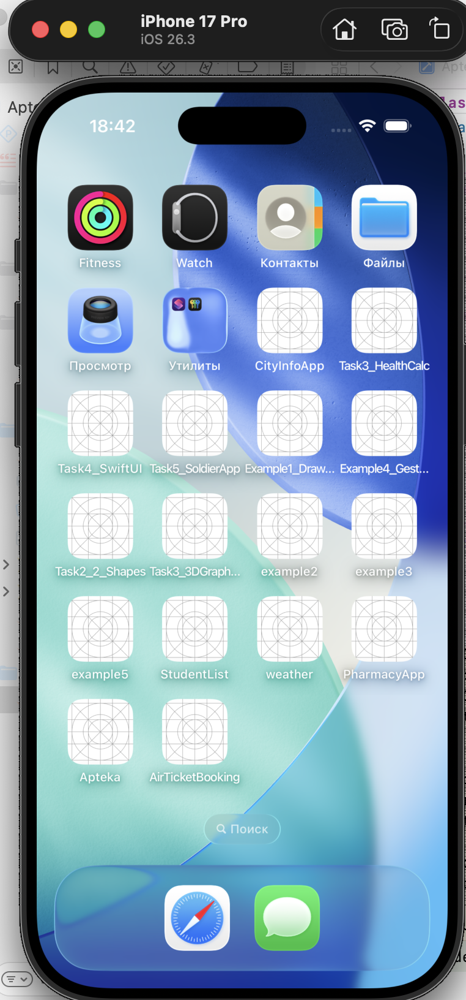 iPhone 17 Pro
iOS 26.3
Apte
18:42
Fitness
Watch
Контакты
Файлы
Просмотр
Утилиты
CityInfoApp
Task3_HealthCalc
Task4_SwiftUI
Task5_SoldierApp
Example1_Draw...
Example4_Gest...
Task2_2_Shapes
Task3_3DGraph...
example2
example3
example5
StudentList
weather
PharmacyApp
Apteka
AirTicketBooking
Поиск